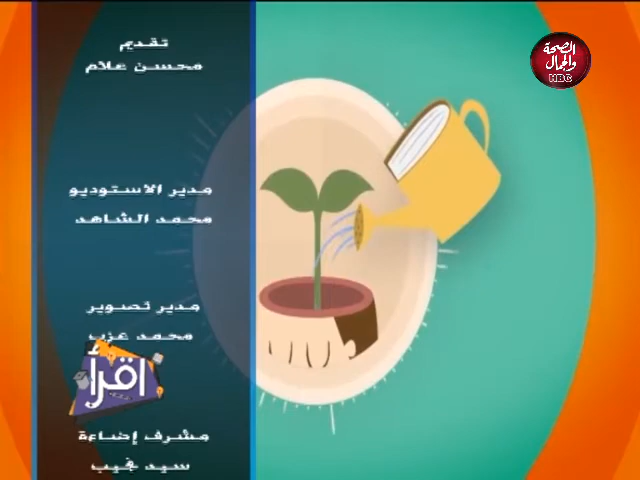 تقديم
محسن علام
الصحة
والجمال
HBC
مدير الاستوديو
محمد الشاهد
مدير تصوير
محمد عزب
اقرأ
مشرف إضاءة
سيد نجيب